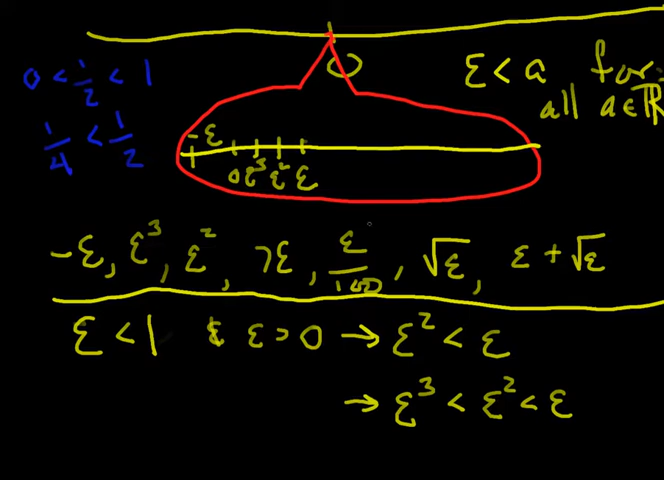 0 < 1/2 < 1
1/4 < 1/2
0
ε < a for
all a ∈ ℝ
-ε
0 ε³ ε² ε
-ε, ε³, ε², 7ε, ε/1000, √ε, ε + √ε
ε < 1 & ε > 0 → ε² < ε
→ ε³ < ε² < ε